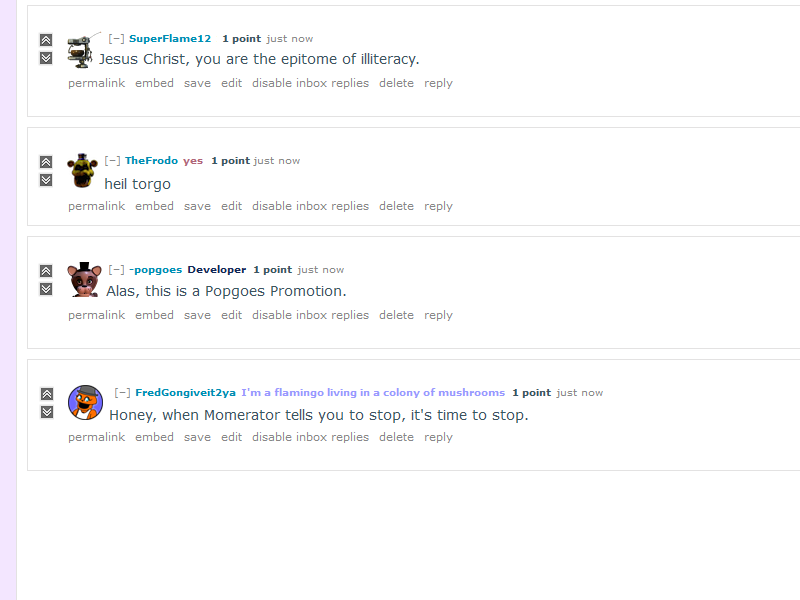 [−] SuperFlame12 1 point just now
Jesus Christ, you are the epitome of illiteracy.
permalink embed save edit disable inbox replies delete reply
[−] TheFrodo yes 1 point just now
heil torgo
permalink embed save edit disable inbox replies delete reply
[−] -popgoes Developer 1 point just now
Alas, this is a Popgoes Promotion.
permalink embed save edit disable inbox replies delete reply
[−] FredGongiveit2ya I'm a flamingo living in a colony of mushrooms 1 point just now
Honey, when Momerator tells you to stop, it's time to stop.
permalink embed save edit disable inbox replies delete reply